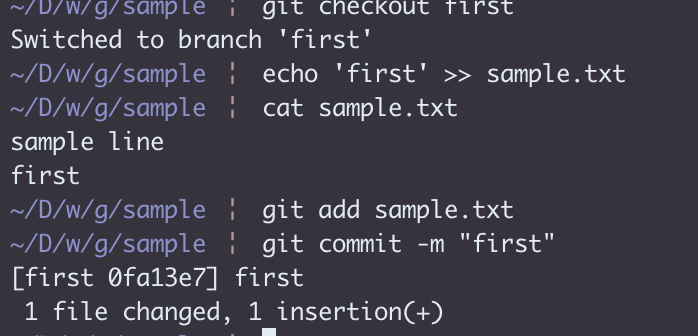 ~/D/w/g/sample ¦ git checkout first
Switched to branch 'first'
~/D/w/g/sample ¦ echo 'first' >> sample.txt
~/D/w/g/sample ¦ cat sample.txt
sample line
first
~/D/w/g/sample ¦ git add sample.txt
~/D/w/g/sample ¦ git commit -m "first"
[first 0fa13e7] first
 1 file changed, 1 insertion(+)
~/D/w/g/sample ¦